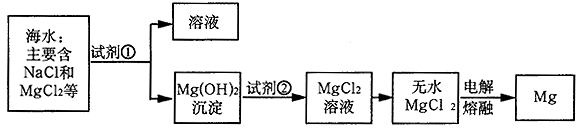 海水：
主要含
NaCl和
MgCl₂等
试剂①
溶液
Mg(OH)₂
沉淀
试剂②
MgCl₂
溶液
无水
MgCl ₂
电解
熔融
Mg